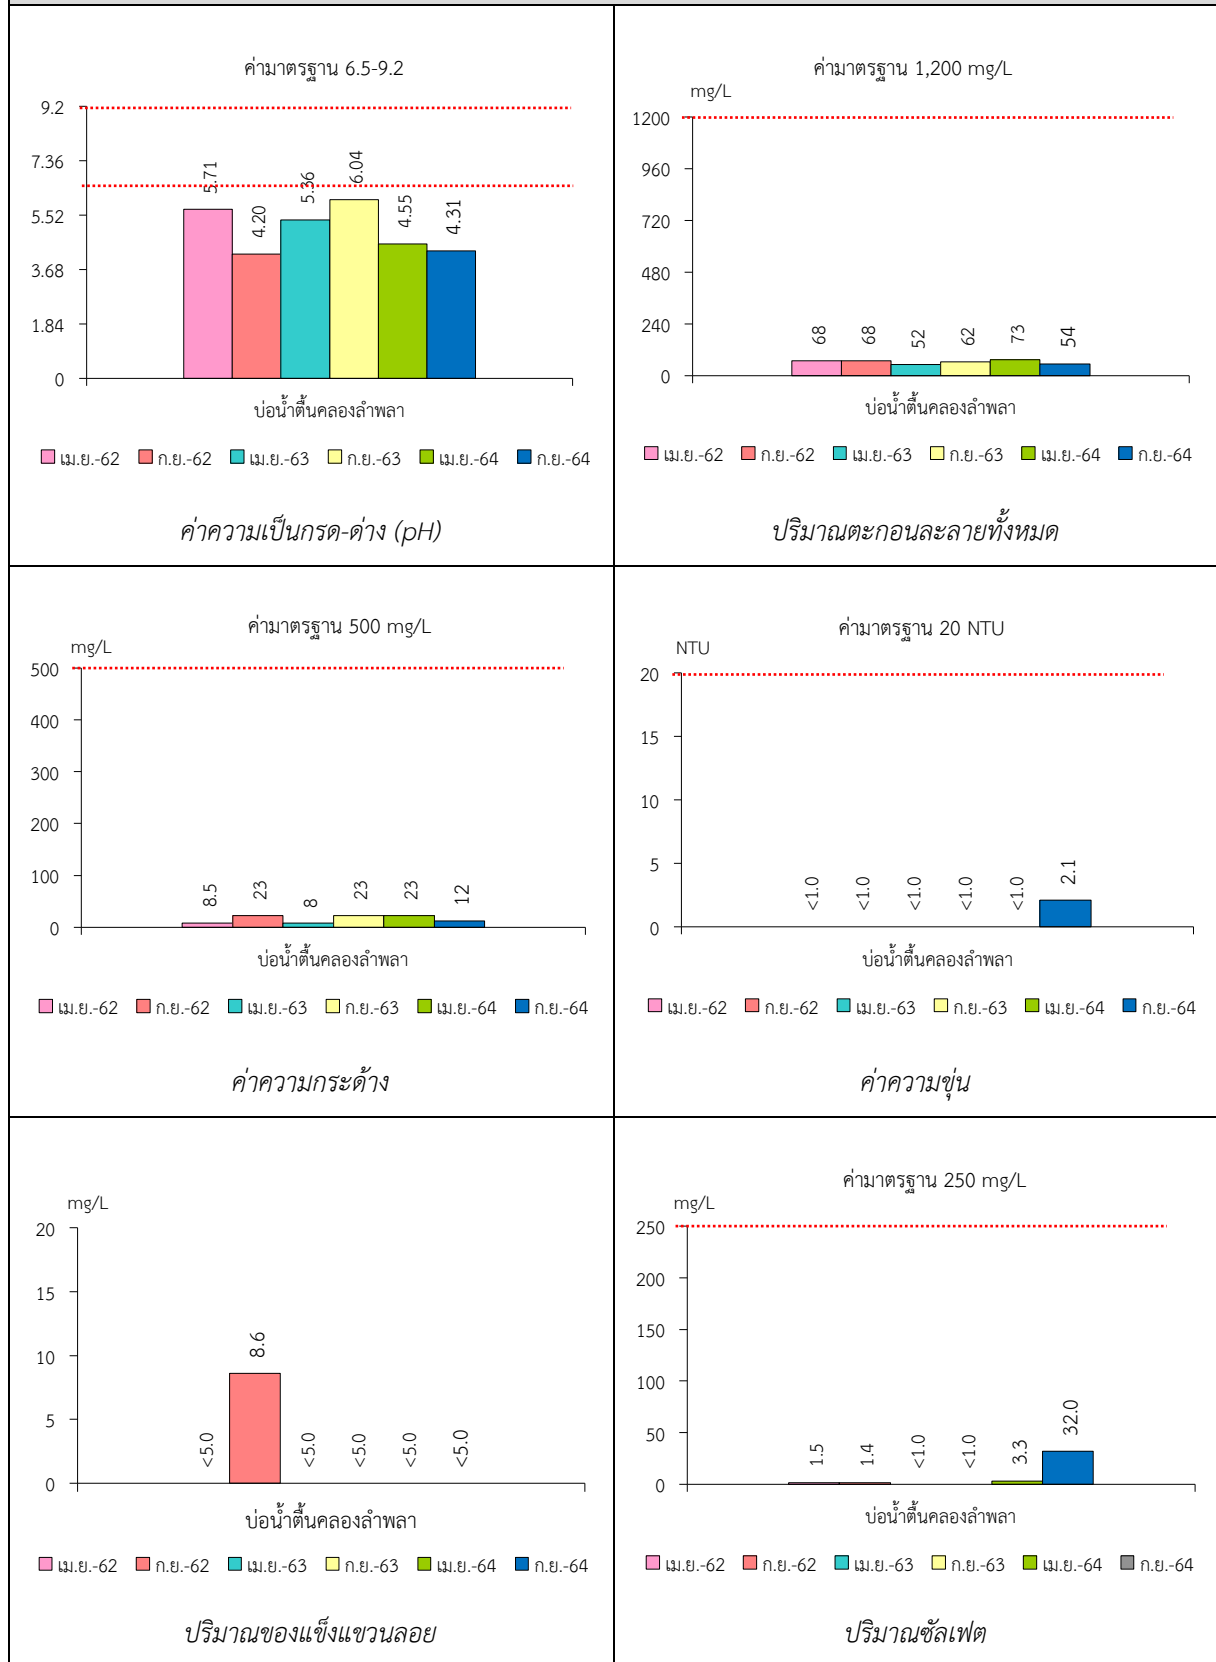 ค่ามาตรฐาน 6.5-9.2
9.2
7.36
5.52
3.68
1.84
0
5.71
4.20
5.36
6.04
4.55
4.31
บ่อน้ำตื้นคลองลำพลา
เม.ย.-62 ก.ย.-62 เม.ย.-63 ก.ย.-63 เม.ย.-64 ก.ย.-64
ค่าความเป็นกรด-ด่าง (pH)
ค่ามาตรฐาน 1,200 mg/L
mg/L
1200
960
720
480
240
0
68
68
52
62
73
54
บ่อน้ำตื้นคลองลำพลา
เม.ย.-62 ก.ย.-62 เม.ย.-63 ก.ย.-63 เม.ย.-64 ก.ย.-64
ปริมาณตะกอนละลายทั้งหมด
ค่ามาตรฐาน 500 mg/L
mg/L
500
400
300
200
100
0
8.5
23
8
23
23
12
บ่อน้ำตื้นคลองลำพลา
เม.ย.-62 ก.ย.-62 เม.ย.-63 ก.ย.-63 เม.ย.-64 ก.ย.-64
ค่าความกระด้าง
ค่ามาตรฐาน 20 NTU
NTU
20
15
10
5
0
<1.0
<1.0
<1.0
<1.0
<1.0
2.1
บ่อน้ำตื้นคลองลำพลา
เม.ย.-62 ก.ย.-62 เม.ย.-63 ก.ย.-63 เม.ย.-64 ก.ย.-64
ค่าความขุ่น
mg/L
20
15
10
5
0
<5.0
8.6
<5.0
<5.0
<5.0
<5.0
บ่อน้ำตื้นคลองลำพลา
เม.ย.-62 ก.ย.-62 เม.ย.-63 ก.ย.-63 เม.ย.-64 ก.ย.-64
ปริมาณของแข็งแขวนลอย
ค่ามาตรฐาน 250 mg/L
mg/L
250
200
150
100
50
0
1.5
1.4
<1.0
<1.0
3.3
32.0
บ่อน้ำตื้นคลองลำพลา
เม.ย.-62 ก.ย.-62 เม.ย.-63 ก.ย.-63 เม.ย.-64 ก.ย.-64
ปริมาณซัลเฟต